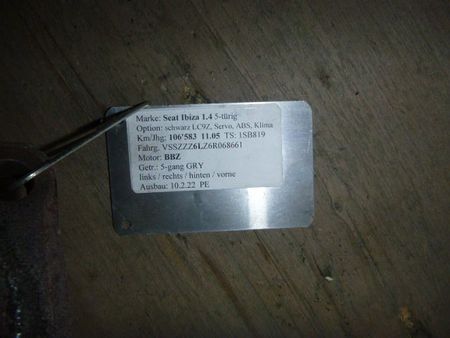 Marke: Seat Ibiza 1.4 5-türig
Option: schwarz LC9Z, Servo, ABS, Klima
Km/Jhg: 106'583 11.05 TS: 1SB819
Fahrg. VSSZZZ6LZ6R068661
Motor: BBZ
Getr.: 5-gang GRY
links / rechts / hinten / vorne
Ausbau: 10.2.22 PE